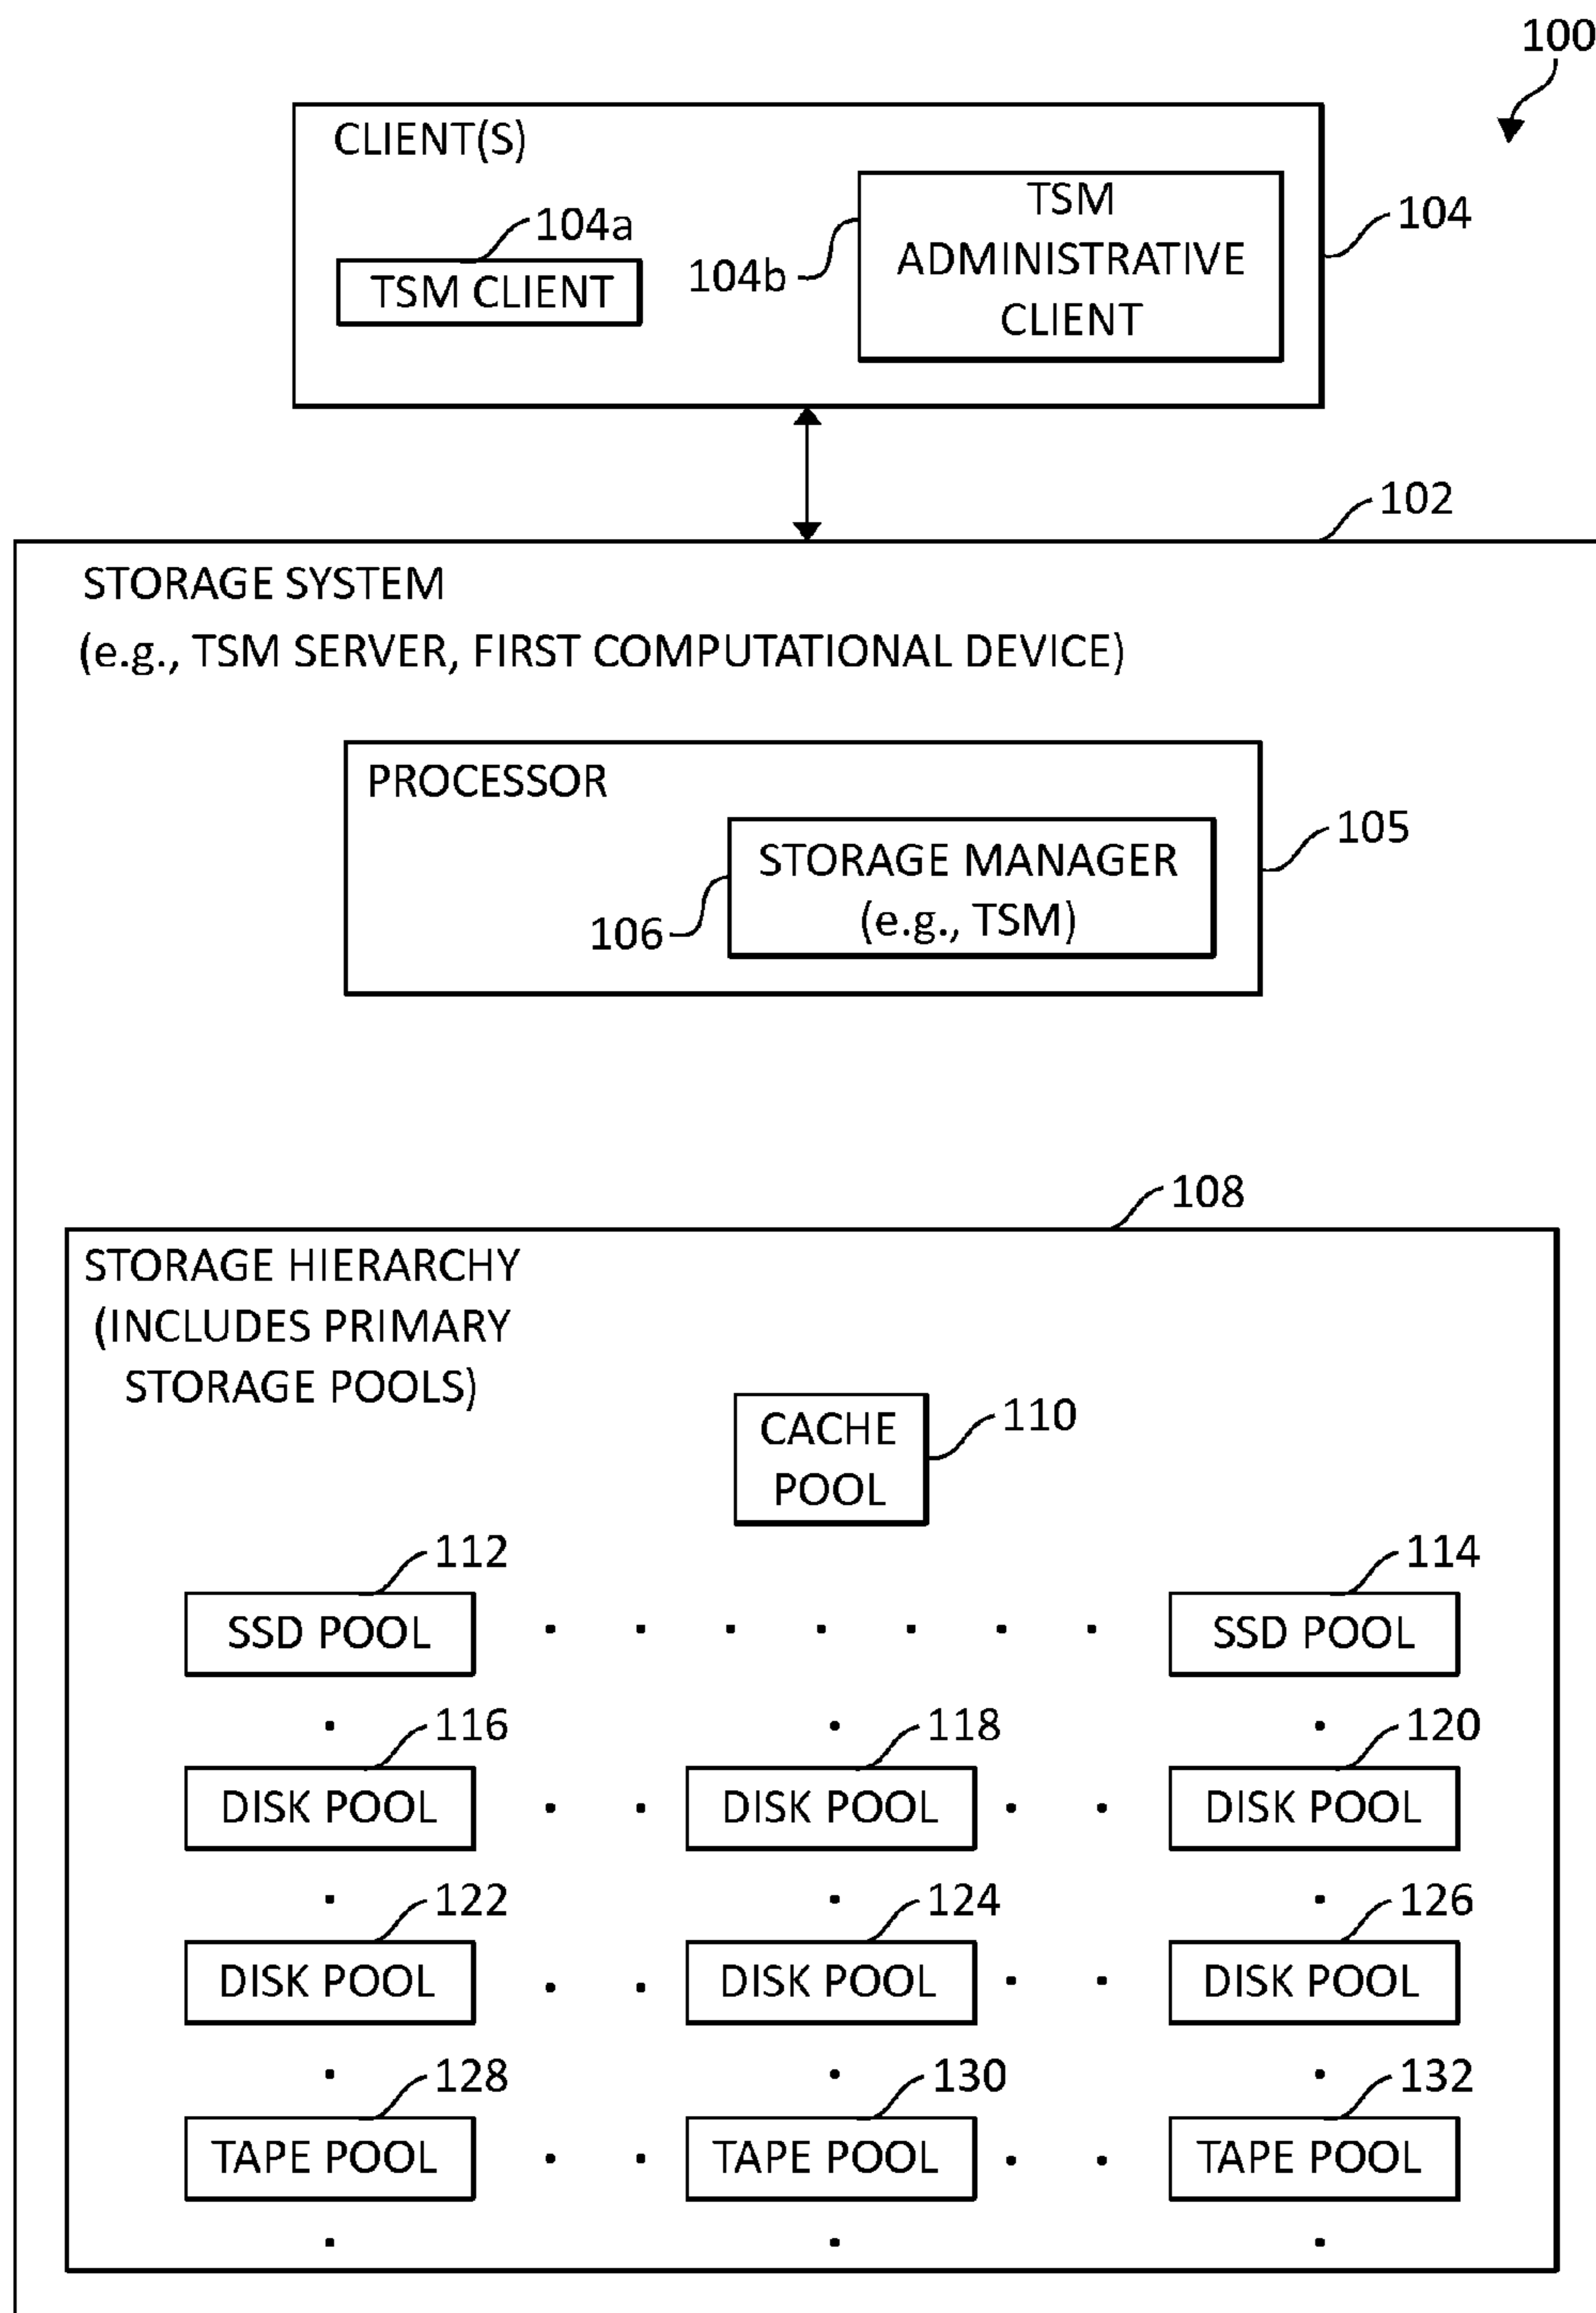 100
CLIENT(S)
TSM
ADMINISTRATIVE
CLIENT
104
104a
104b
TSM CLIENT
102
STORAGE SYSTEM
(e.g., TSM SERVER, FIRST COMPUTATIONAL DEVICE)
PROCESSOR
105
STORAGE MANAGER
(e.g., TSM)
106
108
STORAGE HIERARCHY
(INCLUDES PRIMARY
STORAGE POOLS)
CACHE
POOL
110
112
114
SSD POOL
SSD POOL
116
118
120
DISK POOL
DISK POOL
DISK POOL
122
124
126
DISK POOL
DISK POOL
DISK POOL
128
130
132
TAPE POOL
TAPE POOL
TAPE POOL